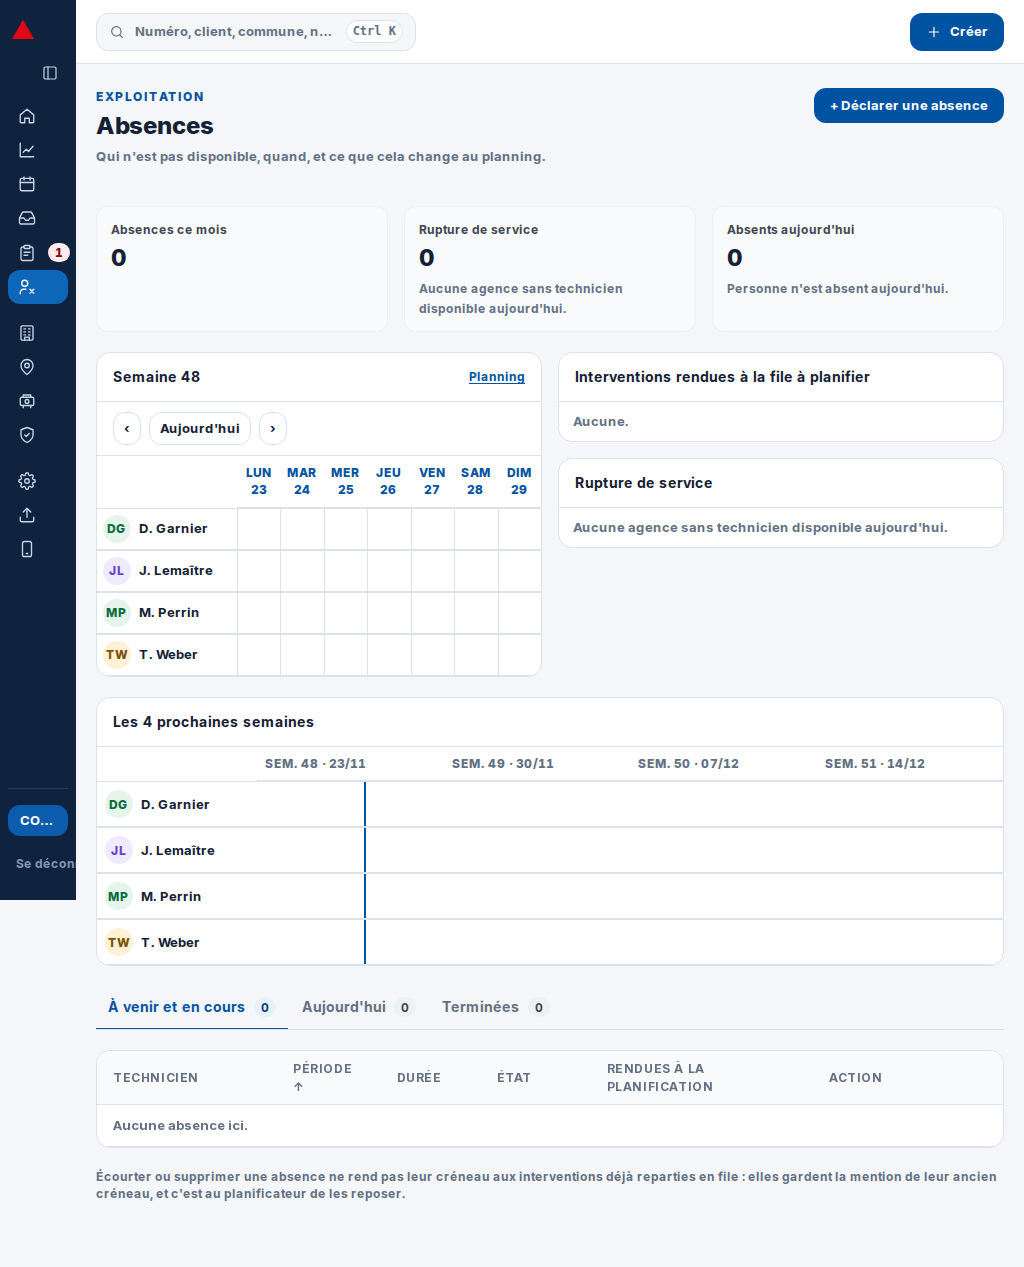 Numéro, client, commune, n... Ctrl K
+ Créer
1
CO...
EXPLOITATION
Absences
+ Déclarer une absence
Qui n'est pas disponible, quand, et ce que cela change au planning.
Absences ce mois
0
Rupture de service
0
Aucune agence sans technicien
disponible aujourd'hui.
Absents aujourd'hui
0
Personne n'est absent aujourd'hui.
Semaine 48 Planning
‹ Aujourd'hui ›
LUN MAR MER JEU VEN SAM DIM
23 24 25 26 27 28 29
DG D. Garnier
JL J. Lemaître
MP M. Perrin
TW T. Weber
Interventions rendues à la file à planifier
Aucune.
Rupture de service
Aucune agence sans technicien disponible aujourd'hui.
Les 4 prochaines semaines
SEM. 48 · 23/11 SEM. 49 · 30/11 SEM. 50 · 07/12 SEM. 51 · 14/12
DG D. Garnier
JL J. Lemaître
MP M. Perrin
TW T. Weber
Se décon
À venir et en cours 0 Aujourd'hui 0 Terminées 0
TECHNICIEN PÉRIODE ↑ DURÉE ÉTAT RENDUES À LA PLANIFICATION ACTION
Aucune absence ici.
Écourter ou supprimer une absence ne rend pas leur créneau aux interventions déjà reparties en file : elles gardent la mention de leur ancien
créneau, et c'est au planificateur de les reposer.